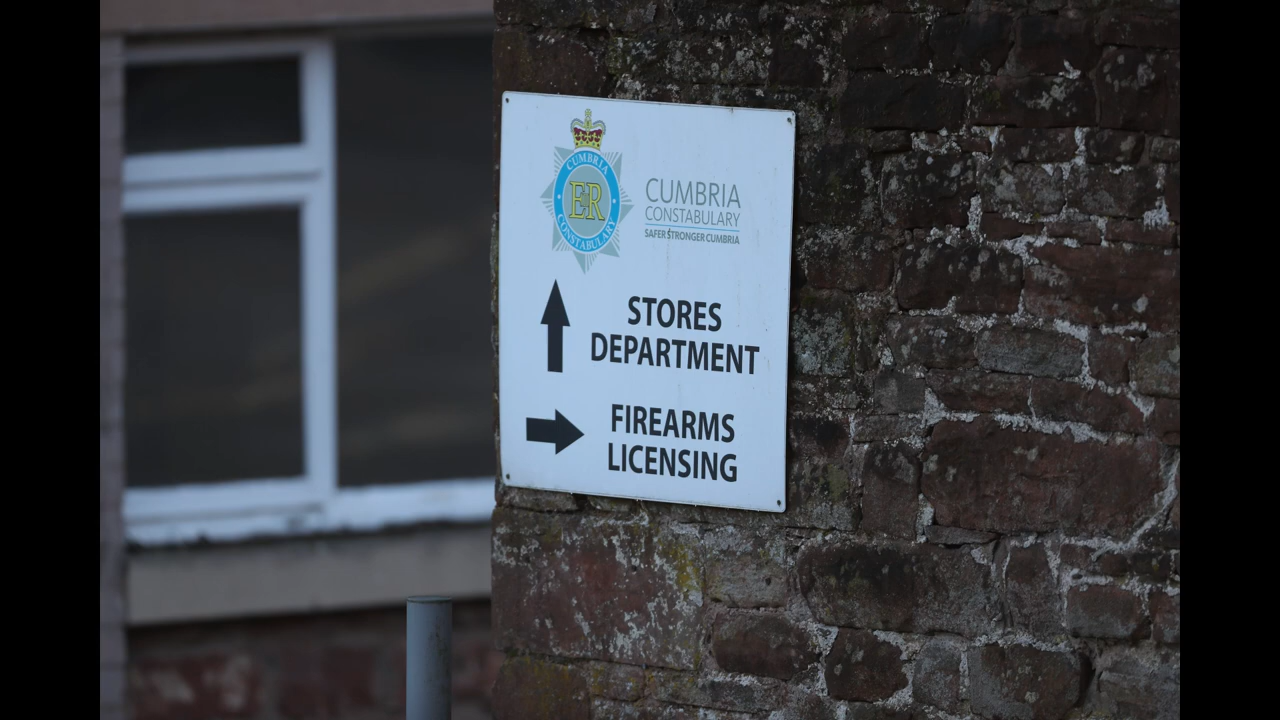 CUMBRIA
ER
CONSTABULARY
CUMBRIA
CONSTABULARY
SAFER STRONGER CUMBRIA
STORES
DEPARTMENT
FIREARMS
LICENSING